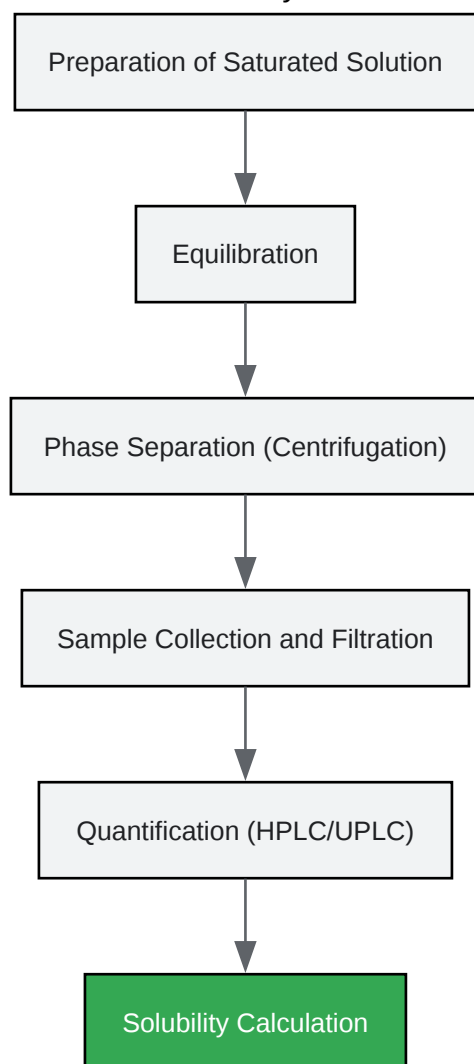 Preparation of Saturated Solution
Equilibration
Phase Separation (Centrifugation)
Sample Collection and Filtration
Quantification (HPLC/UPLC)
Solubility Calculation